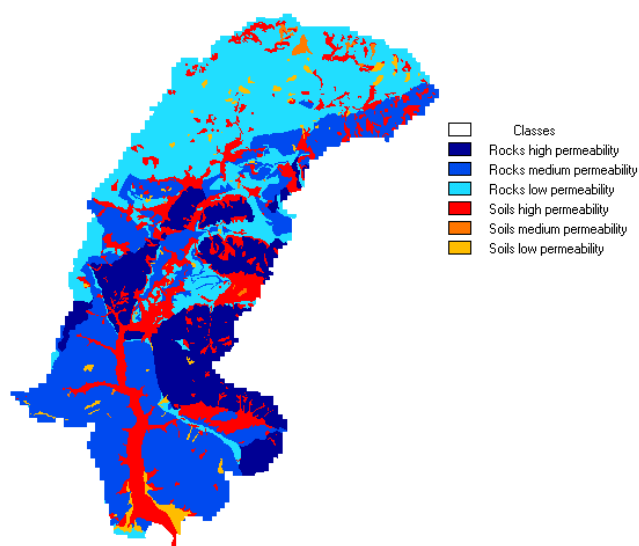 Classes
Rocks high permeability
Rocks medium permeability
Rocks low permeability
Soils high permeability
Soils medium permeability
Soils low permeability